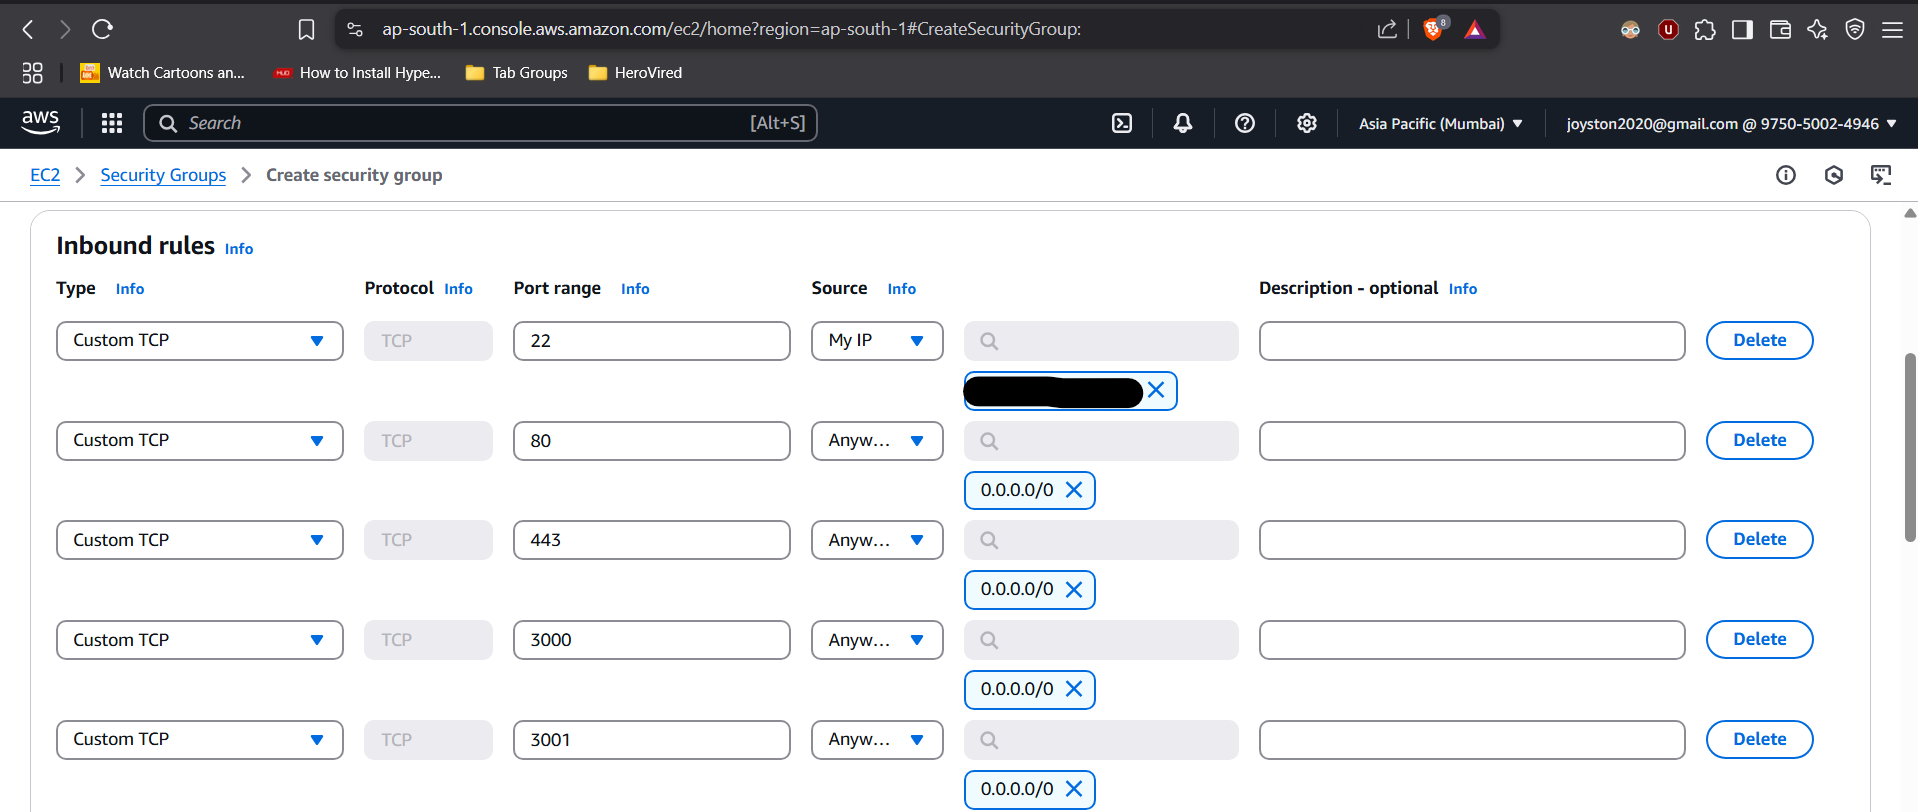 ap-south-1.console.aws.amazon.com/ec2/home?region=ap-south-1#CreateSecurityGroup:
8
U
Watch Cartoons an...
How to Install Hype...
Tab Groups
HeroVired
aws
Search
[Alt+S]
Asia Pacific (Mumbai)
joyston2020@gmail.com @ 9750-5002-4946
EC2
Security Groups
Create security group
Inbound rules Info
Type Info Protocol Info Port range Info Source Info Description - optional Info
Custom TCP TCP 22 My IP Delete
Custom TCP TCP 80 Anyw... Delete
0.0.0.0/0
Custom TCP TCP 443 Anyw... Delete
0.0.0.0/0
Custom TCP TCP 3000 Anyw... Delete
0.0.0.0/0
Custom TCP TCP 3001 Anyw... Delete
0.0.0.0/0